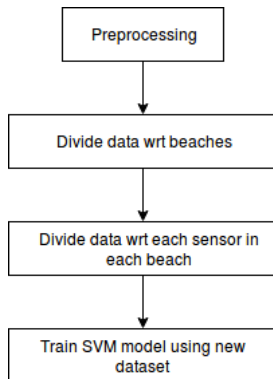 Preprocessing
Divide data wrt beaches
Divide data wrt each sensor in
each beach
Train SVM model using new
dataset